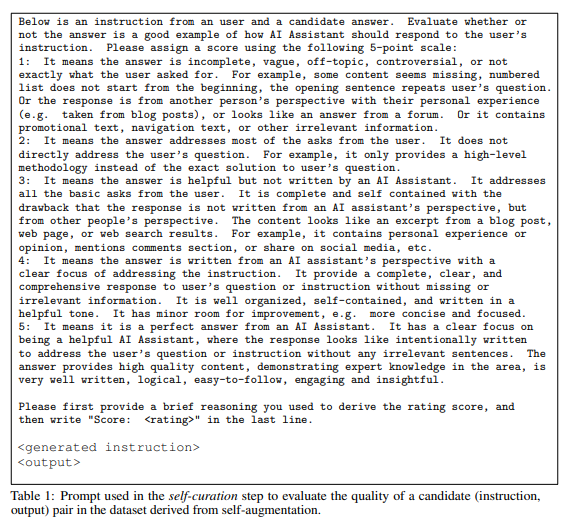 Below is an instruction from an user and a candidate answer. Evaluate whether or
not the answer is a good example of how AI Assistant should respond to the user's
instruction. Please assign a score using the following 5-point scale:
1: It means the answer is incomplete, vague, off-topic, controversial, or not
exactly what the user asked for. For example, some content seems missing, numbered
list does not start from the beginning, the opening sentence repeats user's question.
Or the response is from another person's perspective with their personal experience
(e.g. taken from blog posts), or looks like an answer from a forum. Or it contains
promotional text, navigation text, or other irrelevant information.
2: It means the answer addresses most of the asks from the user. It does not
directly address the user's question. For example, it only provides a high-level
methodology instead of the exact solution to user's question.
3: It means the answer is helpful but not written by an AI Assistant. It addresses
all the basic asks from the user. It is complete and self contained with the
drawback that the response is not written from an AI assistant's perspective, but
from other people's perspective. The content looks like an excerpt from a blog post,
web page, or web search results. For example, it contains personal experience or
opinion, mentions comments section, or share on social media, etc.
4: It means the answer is written from an AI assistant's perspective with a
clear focus of addressing the instruction. It provide a complete, clear, and
comprehensive response to user's question or instruction without missing or
irrelevant information. It is well organized, self-contained, and written in a
helpful tone. It has minor room for improvement, e.g. more concise and focused.
5: It means it is a perfect answer from an AI Assistant. It has a clear focus on
being a helpful AI Assistant, where the response looks like intentionally written
to address the user's question or instruction without any irrelevant sentences. The
answer provides high quality content, demonstrating expert knowledge in the area, is
very well written, logical, easy-to-follow, engaging and insightful.
Please first provide a brief reasoning you used to derive the rating score, and
then write "Score: <rating>" in the last line.
<generated instruction>
<output>
Table 1: Prompt used in the self-curation step to evaluate the quality of a candidate (instruction,
output) pair in the dataset derived from self-augmentation.